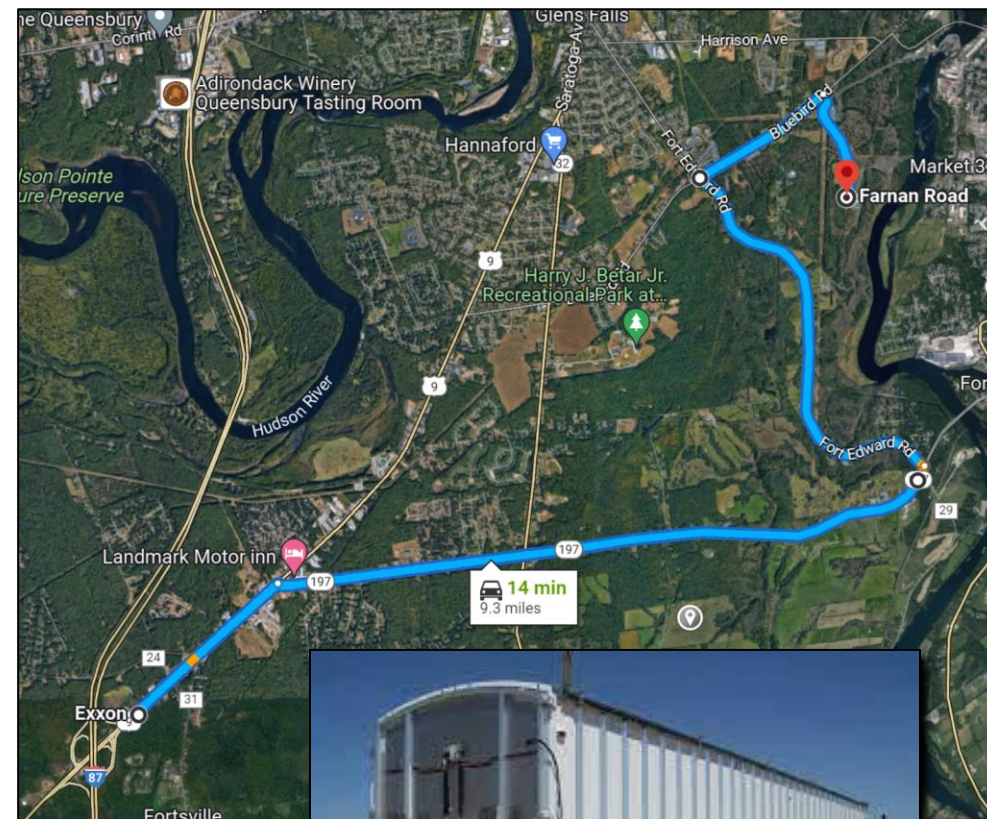 ne Queensbury
Corinth Rd
Glens Falls
Harrison Ave
Saratoga Av
Adirondack Winery
Queensbury Tasting Room
Bluebird Rd
Hannaford
32
Fort Edward Rd
Market 3
Farnan Road
dson Pointe
ure Preserve
9
Harry J. Betar Jr.
Recreational Park at...
9
Hudson River
For
Fort Edward Rd
29
Landmark Motor inn
197
197
14 min
9.3 miles
24
31
Exxon
9
87
Fortsville